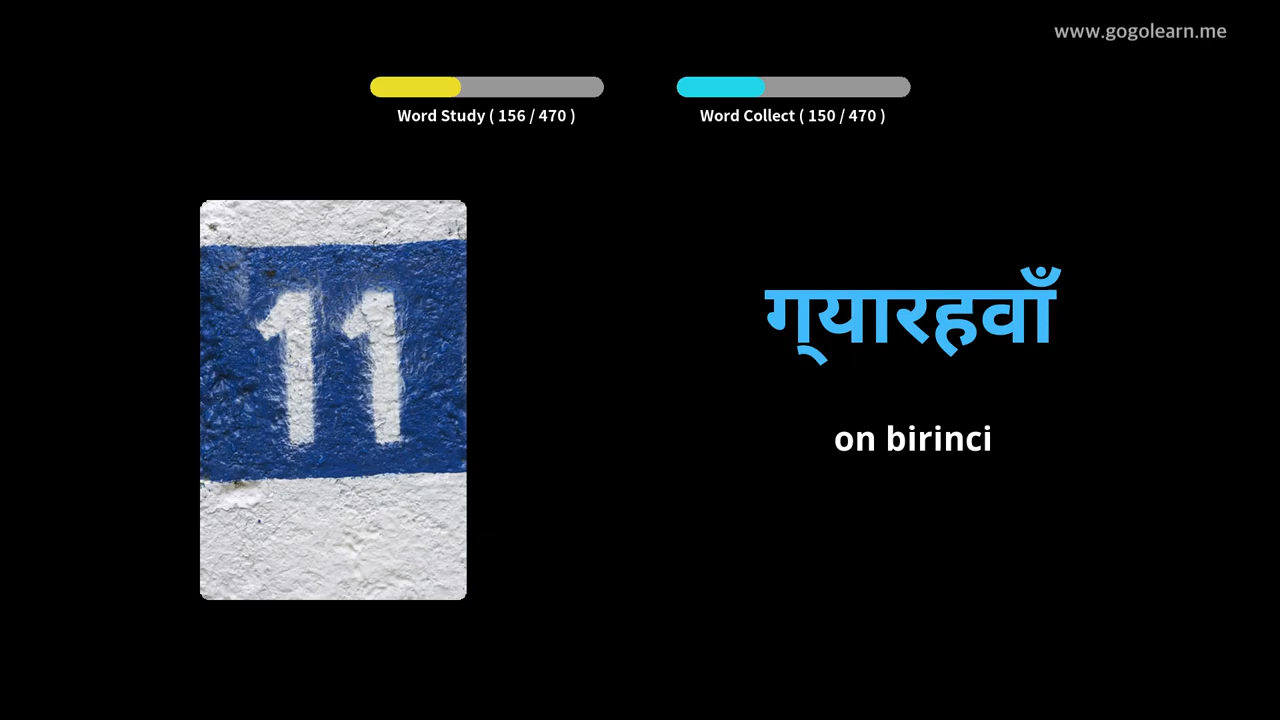 www.gogolearn.me
Word Study ( 156 / 470 )
Word Collect ( 150 / 470 )
11
ग्यारहवाँ
on birinci